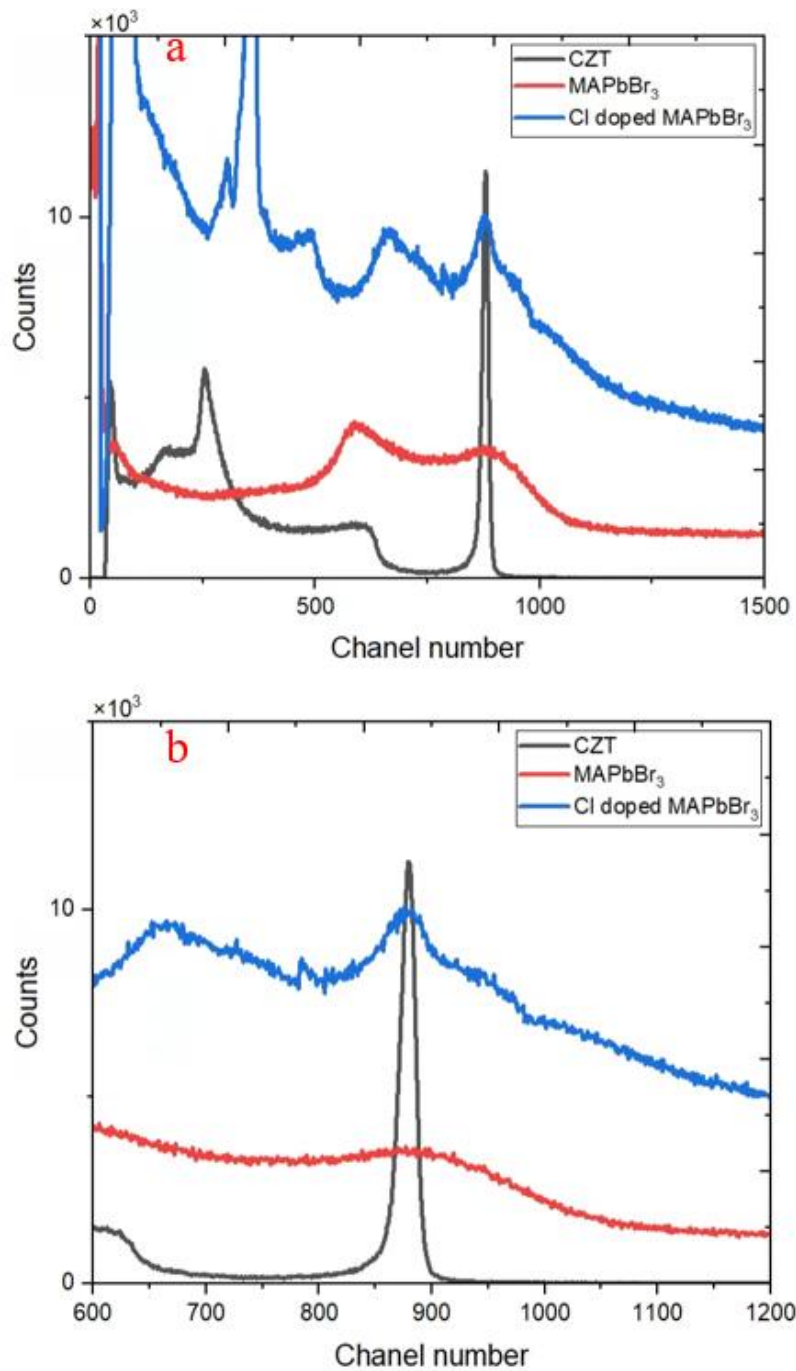 ×10³
a
CZT
MAPbBr₃
Cl doped MAPbBr₃
10
0
Counts
0
500
1000
1500
Chanel number
×10³
b
CZT
MAPbBr₃
Cl doped MAPbBr₃
10
0
Counts
600
700
800
900
1000
1100
1200
Chanel number